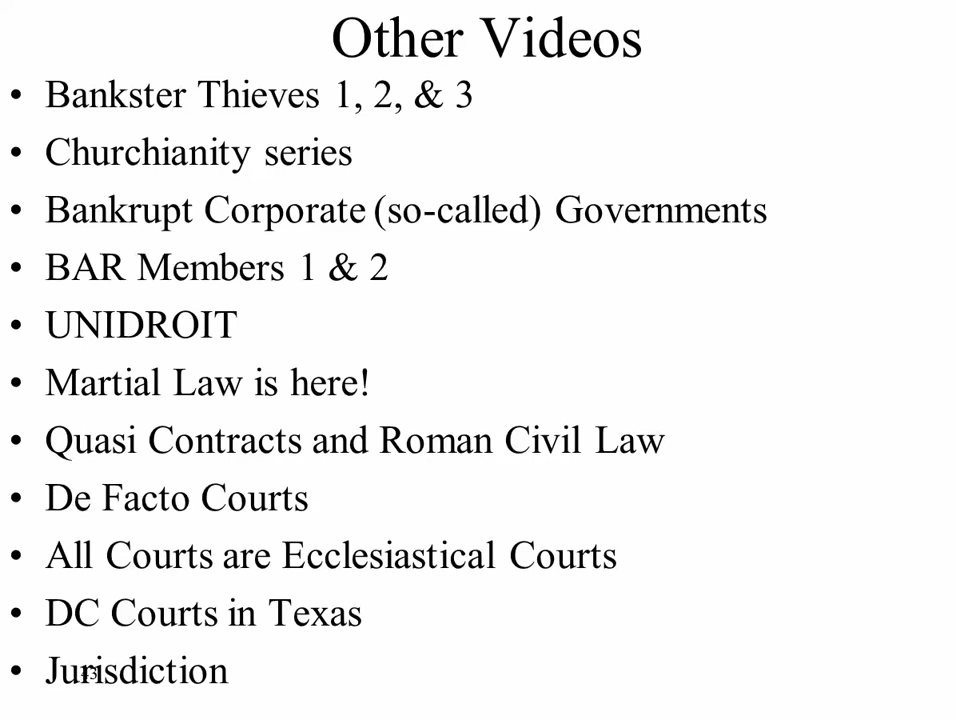 Other Videos
• Bankster Thieves 1, 2, & 3
• Churchianity series
• Bankrupt Corporate (so-called) Governments
• BAR Members 1 & 2
• UNIDROIT
• Martial Law is here!
• Quasi Contracts and Roman Civil Law
• De Facto Courts
• All Courts are Ecclesiastical Courts
• DC Courts in Texas
• Jurisdiction